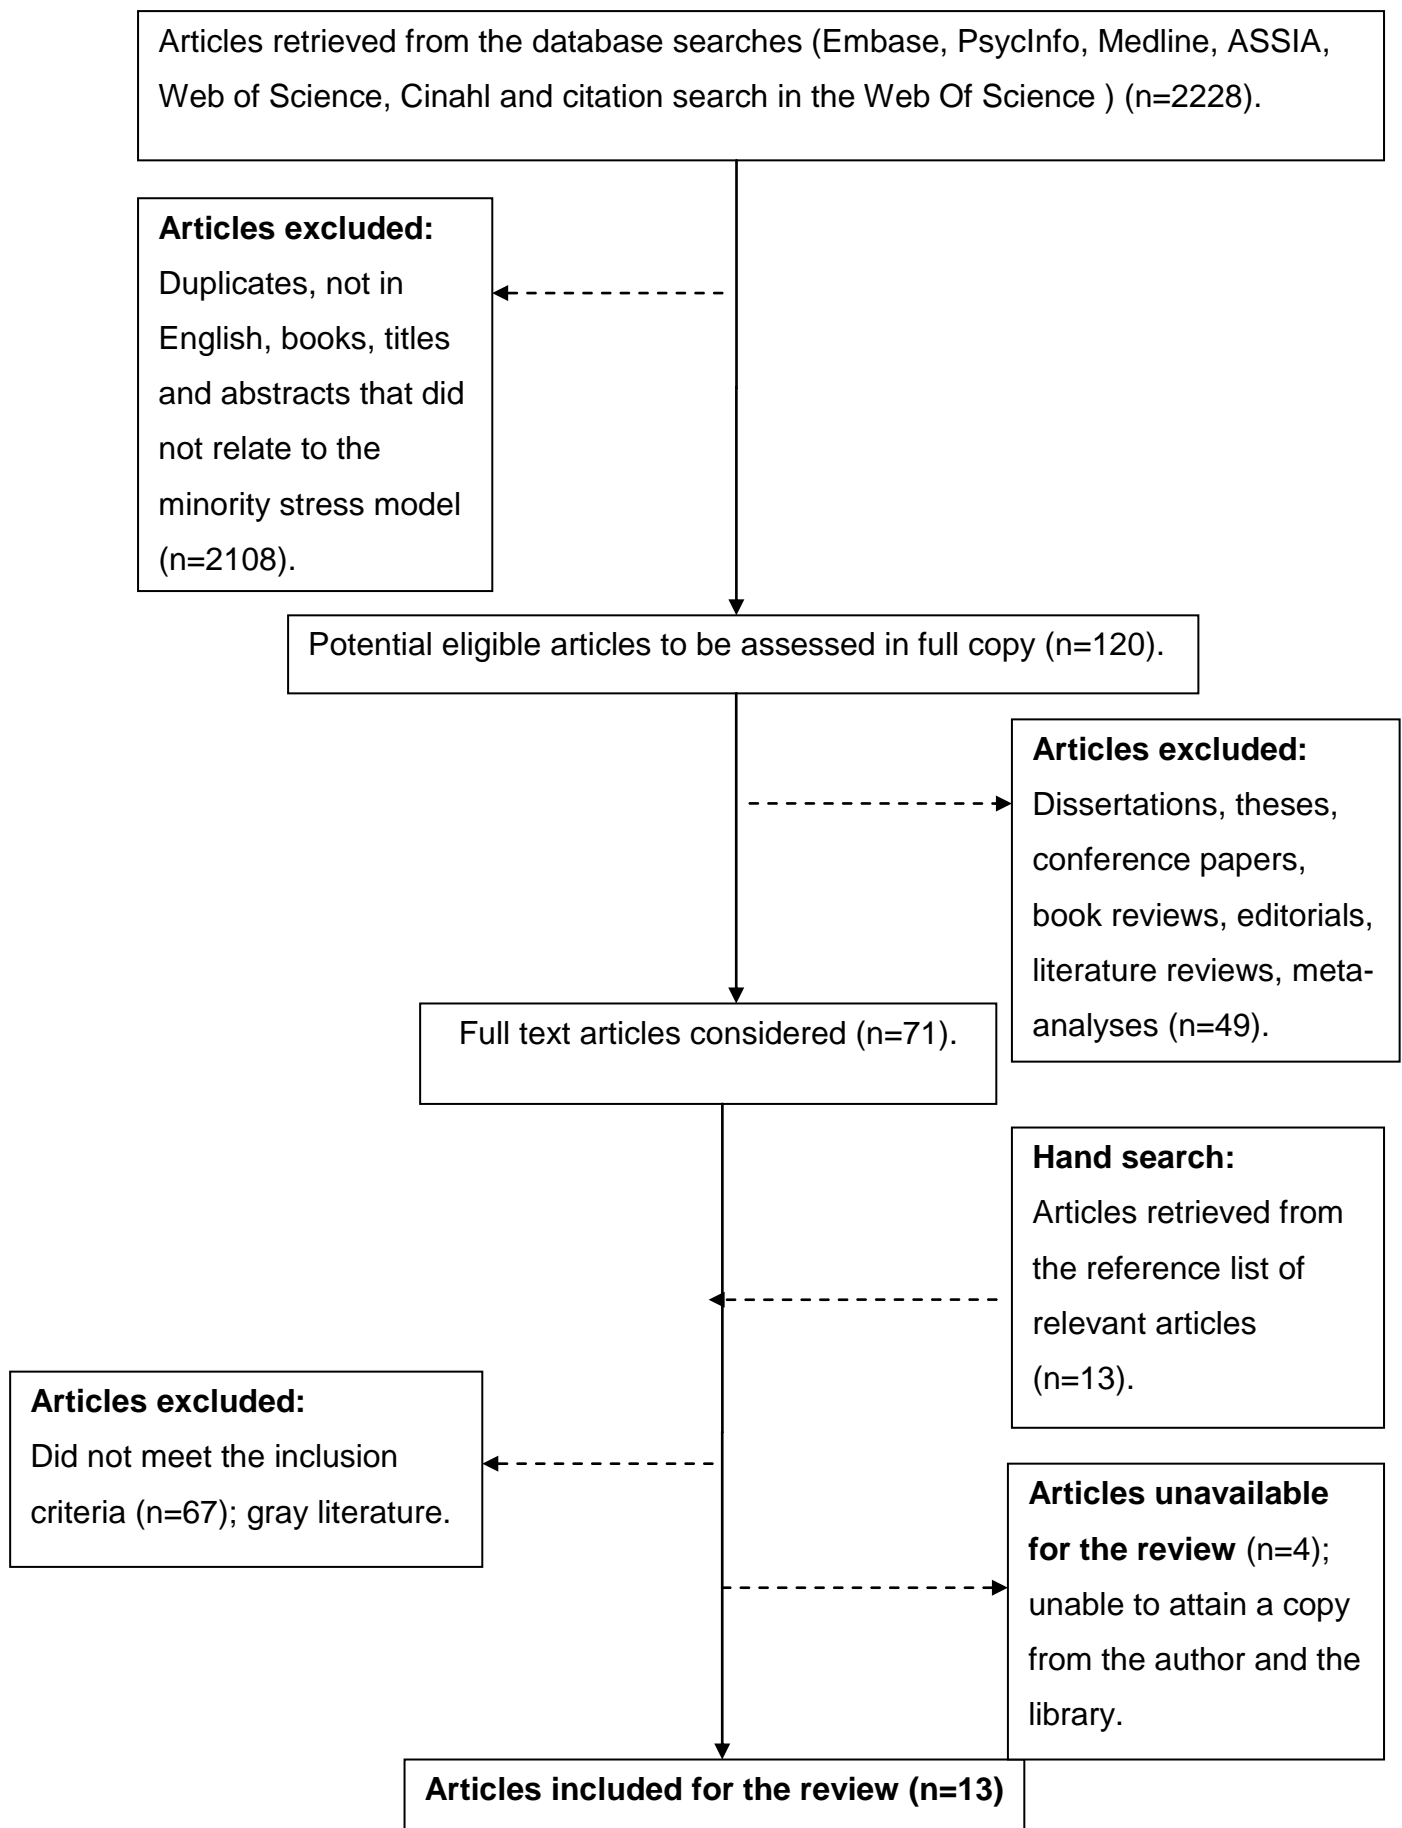 Articles retrieved from the database searches (Embase, PsycInfo, Medline, ASSIA,
Web of Science, Cinahl and citation search in the Web Of Science ) (n=2228).
Articles excluded:
Duplicates, not in
English, books, titles
and abstracts that did
not relate to the
minority stress model
(n=2108).
Potential eligible articles to be assessed in full copy (n=120).
Articles excluded:
Dissertations, theses,
conference papers,
book reviews, editorials,
literature reviews, meta-
analyses (n=49).
Full text articles considered (n=71).
Hand search:
Articles retrieved from
the reference list of
relevant articles
(n=13).
Articles excluded:
Did not meet the inclusion
criteria (n=67); gray literature.
Articles unavailable
for the review (n=4);
unable to attain a copy
from the author and the
library.
Articles included for the review (n=13)